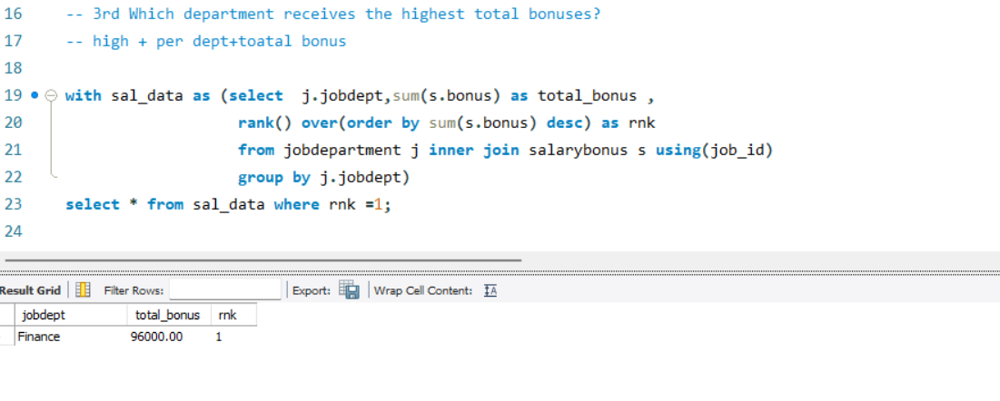 16 -- 3rd Which department receives the highest total bonuses?
17 -- high + per dept+toatal bonus
18
19 with sal_data as (select  j.jobdept,sum(s.bonus) as total_bonus ,
20 rank() over(order by sum(s.bonus) desc) as rnk
21 from jobdepartment j inner join salarybonus s using(job_id)
22 group by j.jobdept)
23 select * from sal_data where rnk =1;
24
Result Grid Filter Rows: Export: Wrap Cell Content: IA
jobdept total_bonus rnk
Finance 96000.00 1